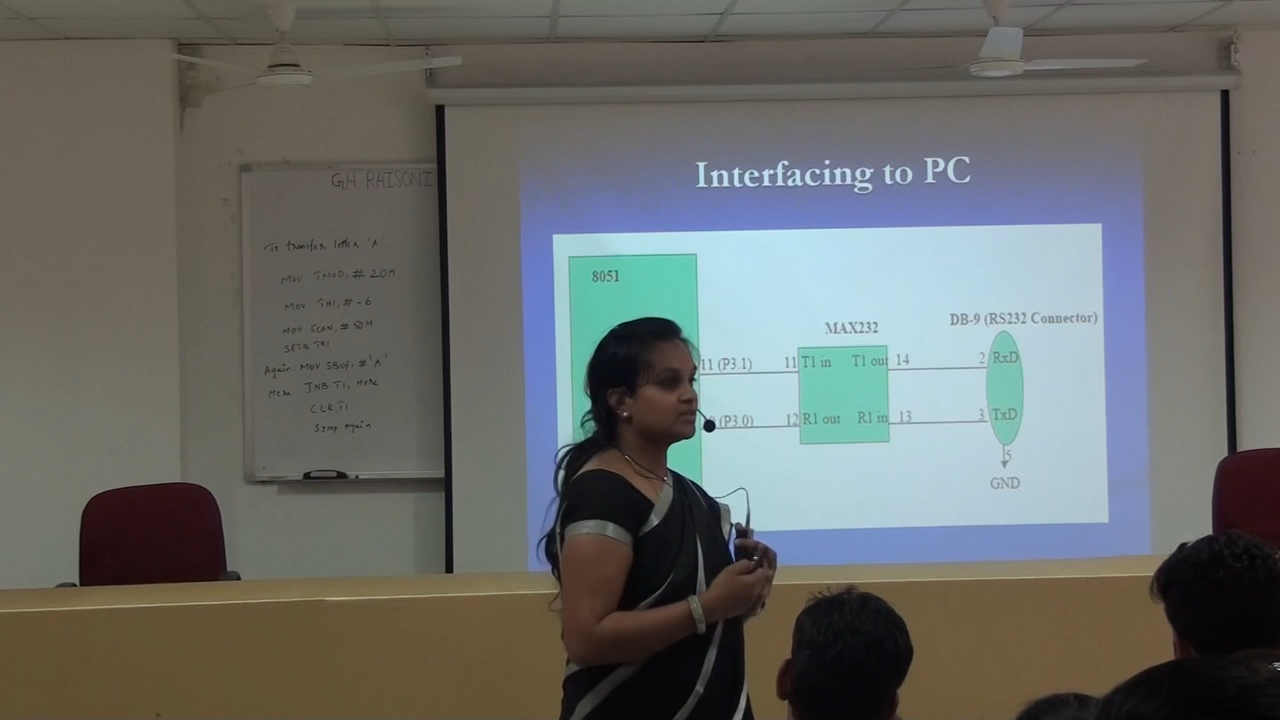 G.H. RAISONI
To transfer letter 'A'
MOV TMOD, #20H
MOV TH1, #-6
MOV SCON, #50H
SETB TR1
Again MOV SBUF, #'A'
Here JNB TI, Here
CLR TI
SJMP Again
Interfacing to PC
8051
MAX232
DB-9 (RS232 Connector)
11 (P3.1) 11 T1 in T1 out 14 2 RxD
(P3.0) 12 R1 out R1 in 13 3 TxD
5
GND